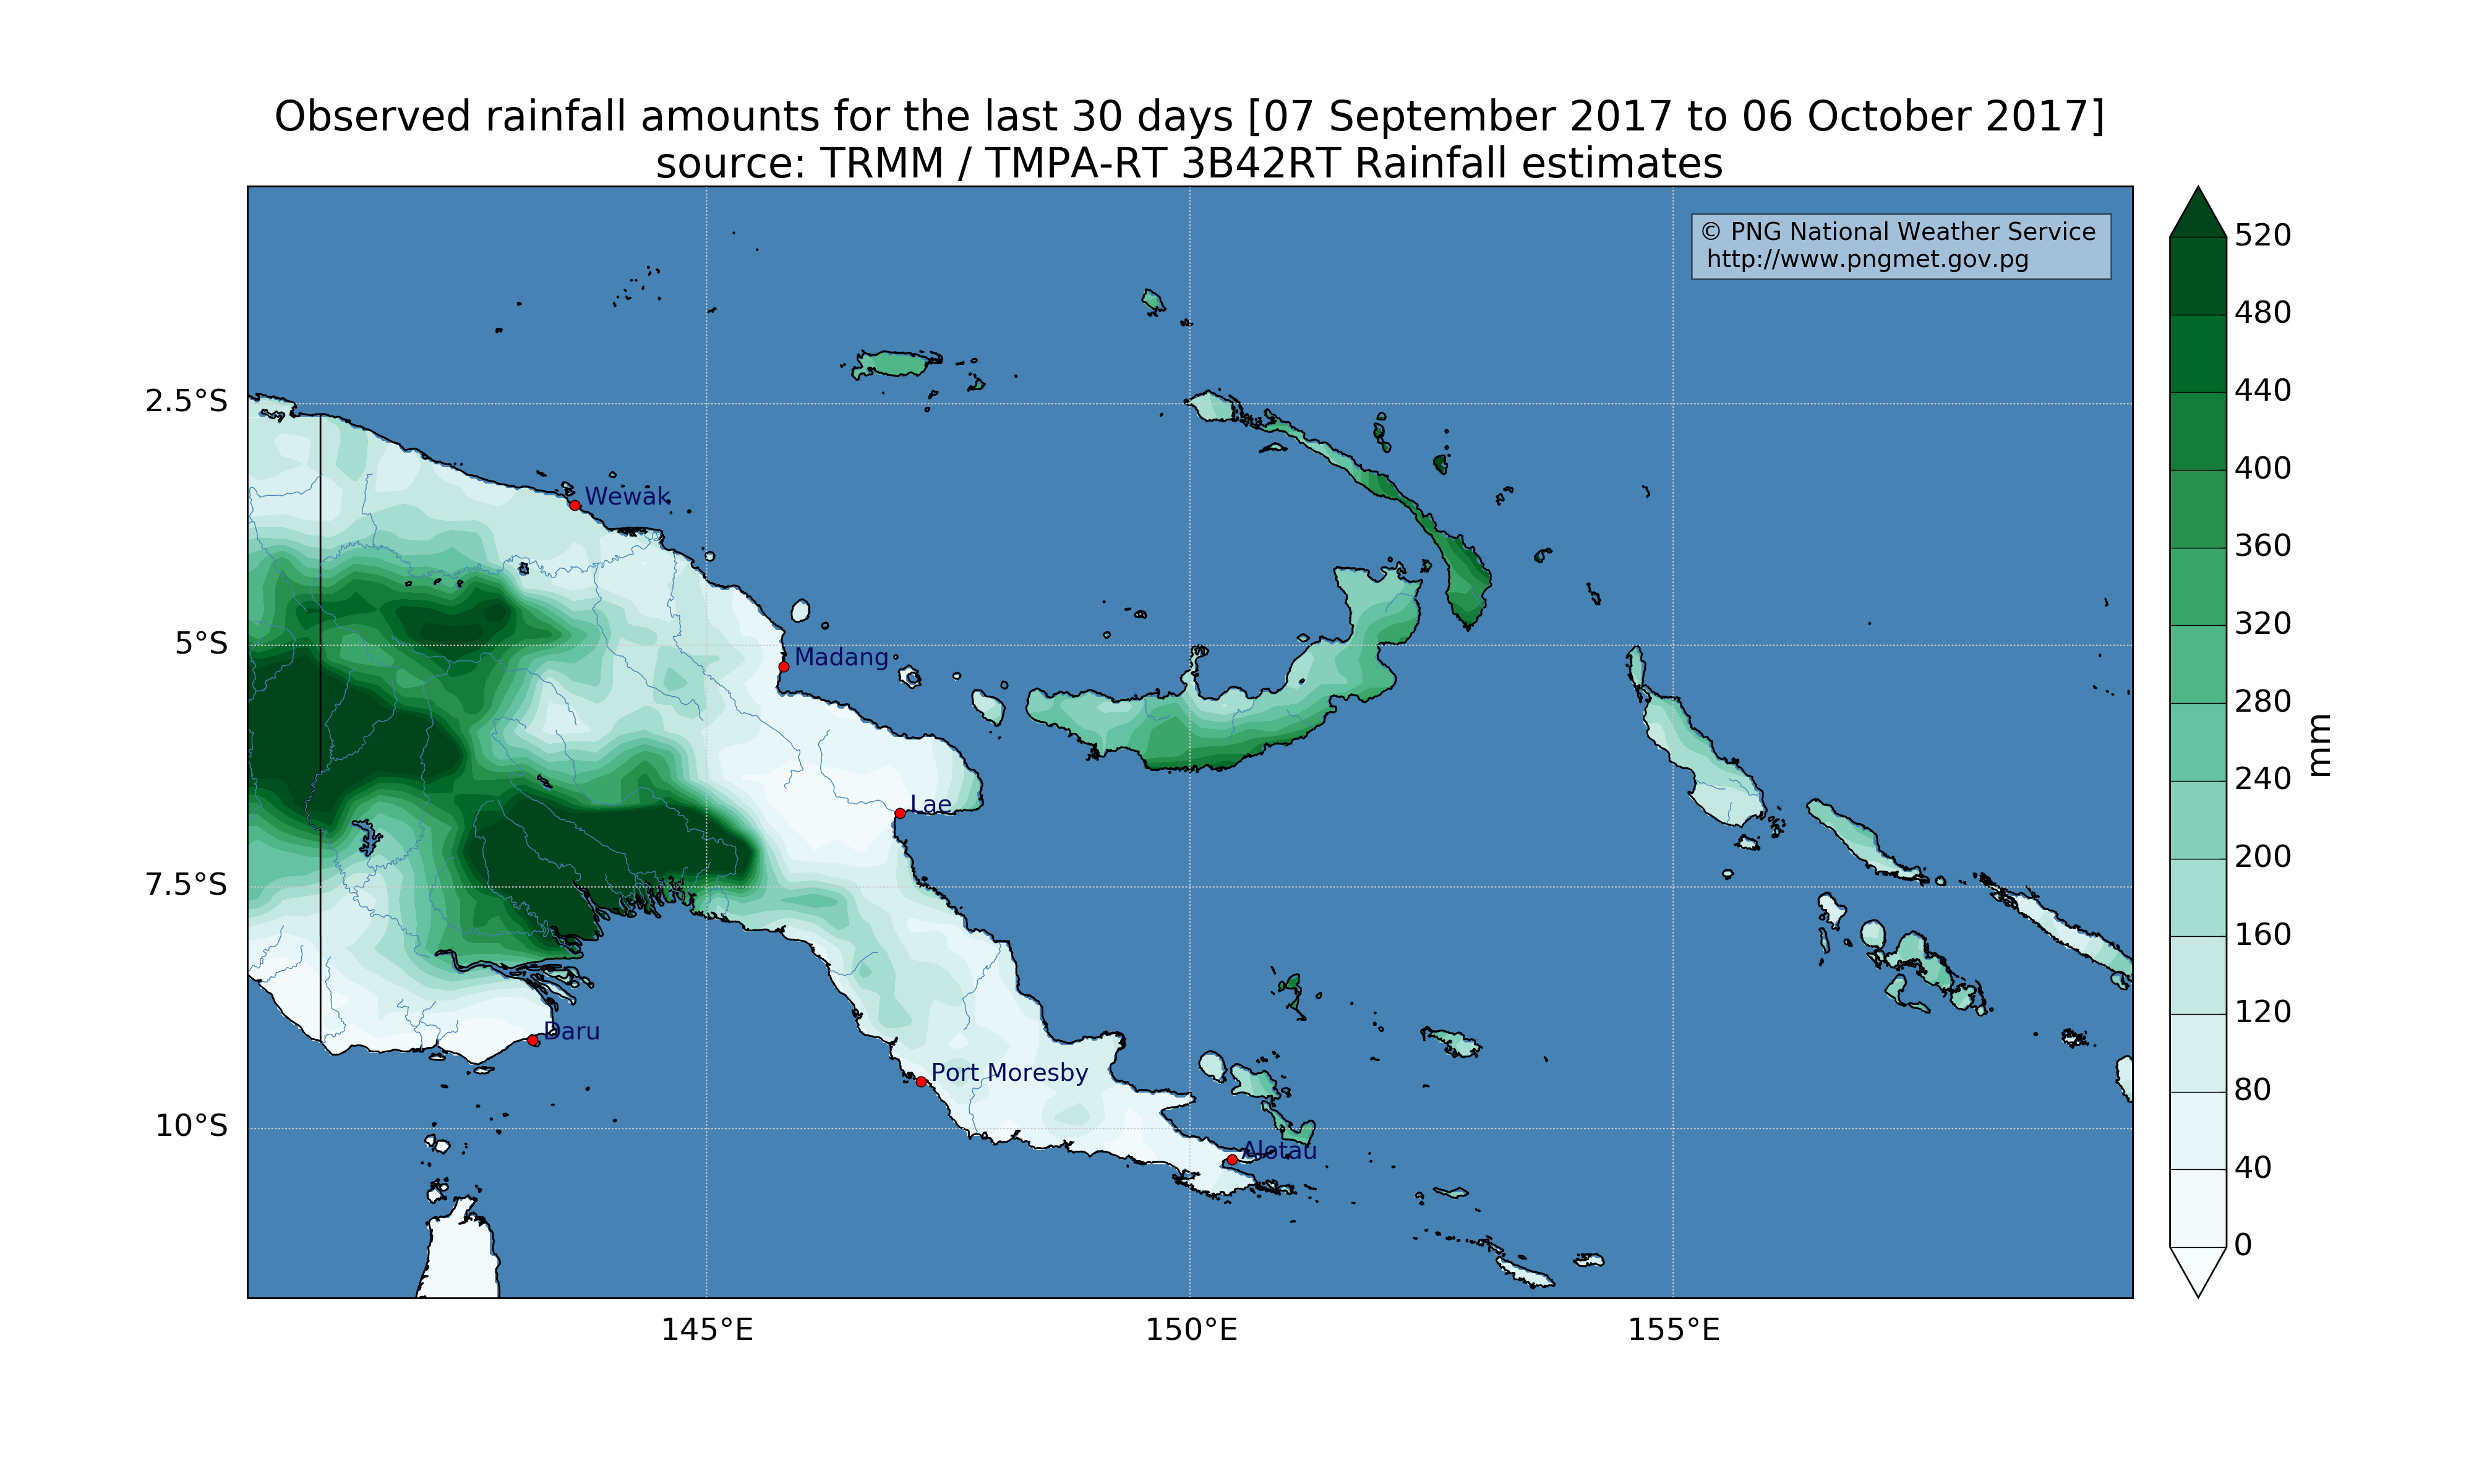 Observed rainfall amounts for the last 30 days [07 September 2017 to 06 October 2017]
source: TRMM / TMPA-RT 3B42RT Rainfall estimates
© PNG National Weather Service
http://www.pngmet.gov.pg
2.5°S
5°S
7.5°S
10°S
Wewak
Madang
Lae
Daru
Port Moresby
Alotau
145°E
150°E
155°E
520
480
440
400
360
320
280
240
200
160
120
80
40
0
mm